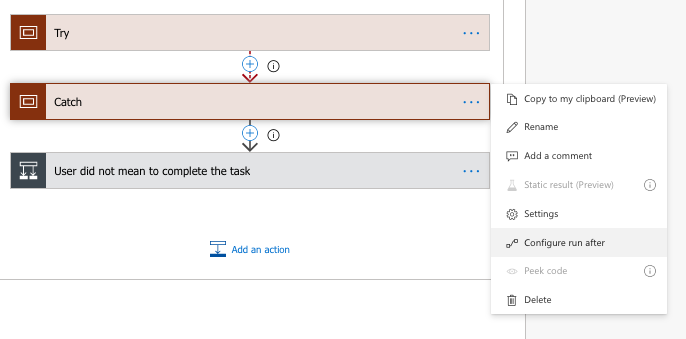 Try
Catch
User did not mean to complete the task
Add an action
Copy to my clipboard (Preview)
Rename
Add a comment
Static result (Preview)
Settings
Configure run after
Peek code
Delete